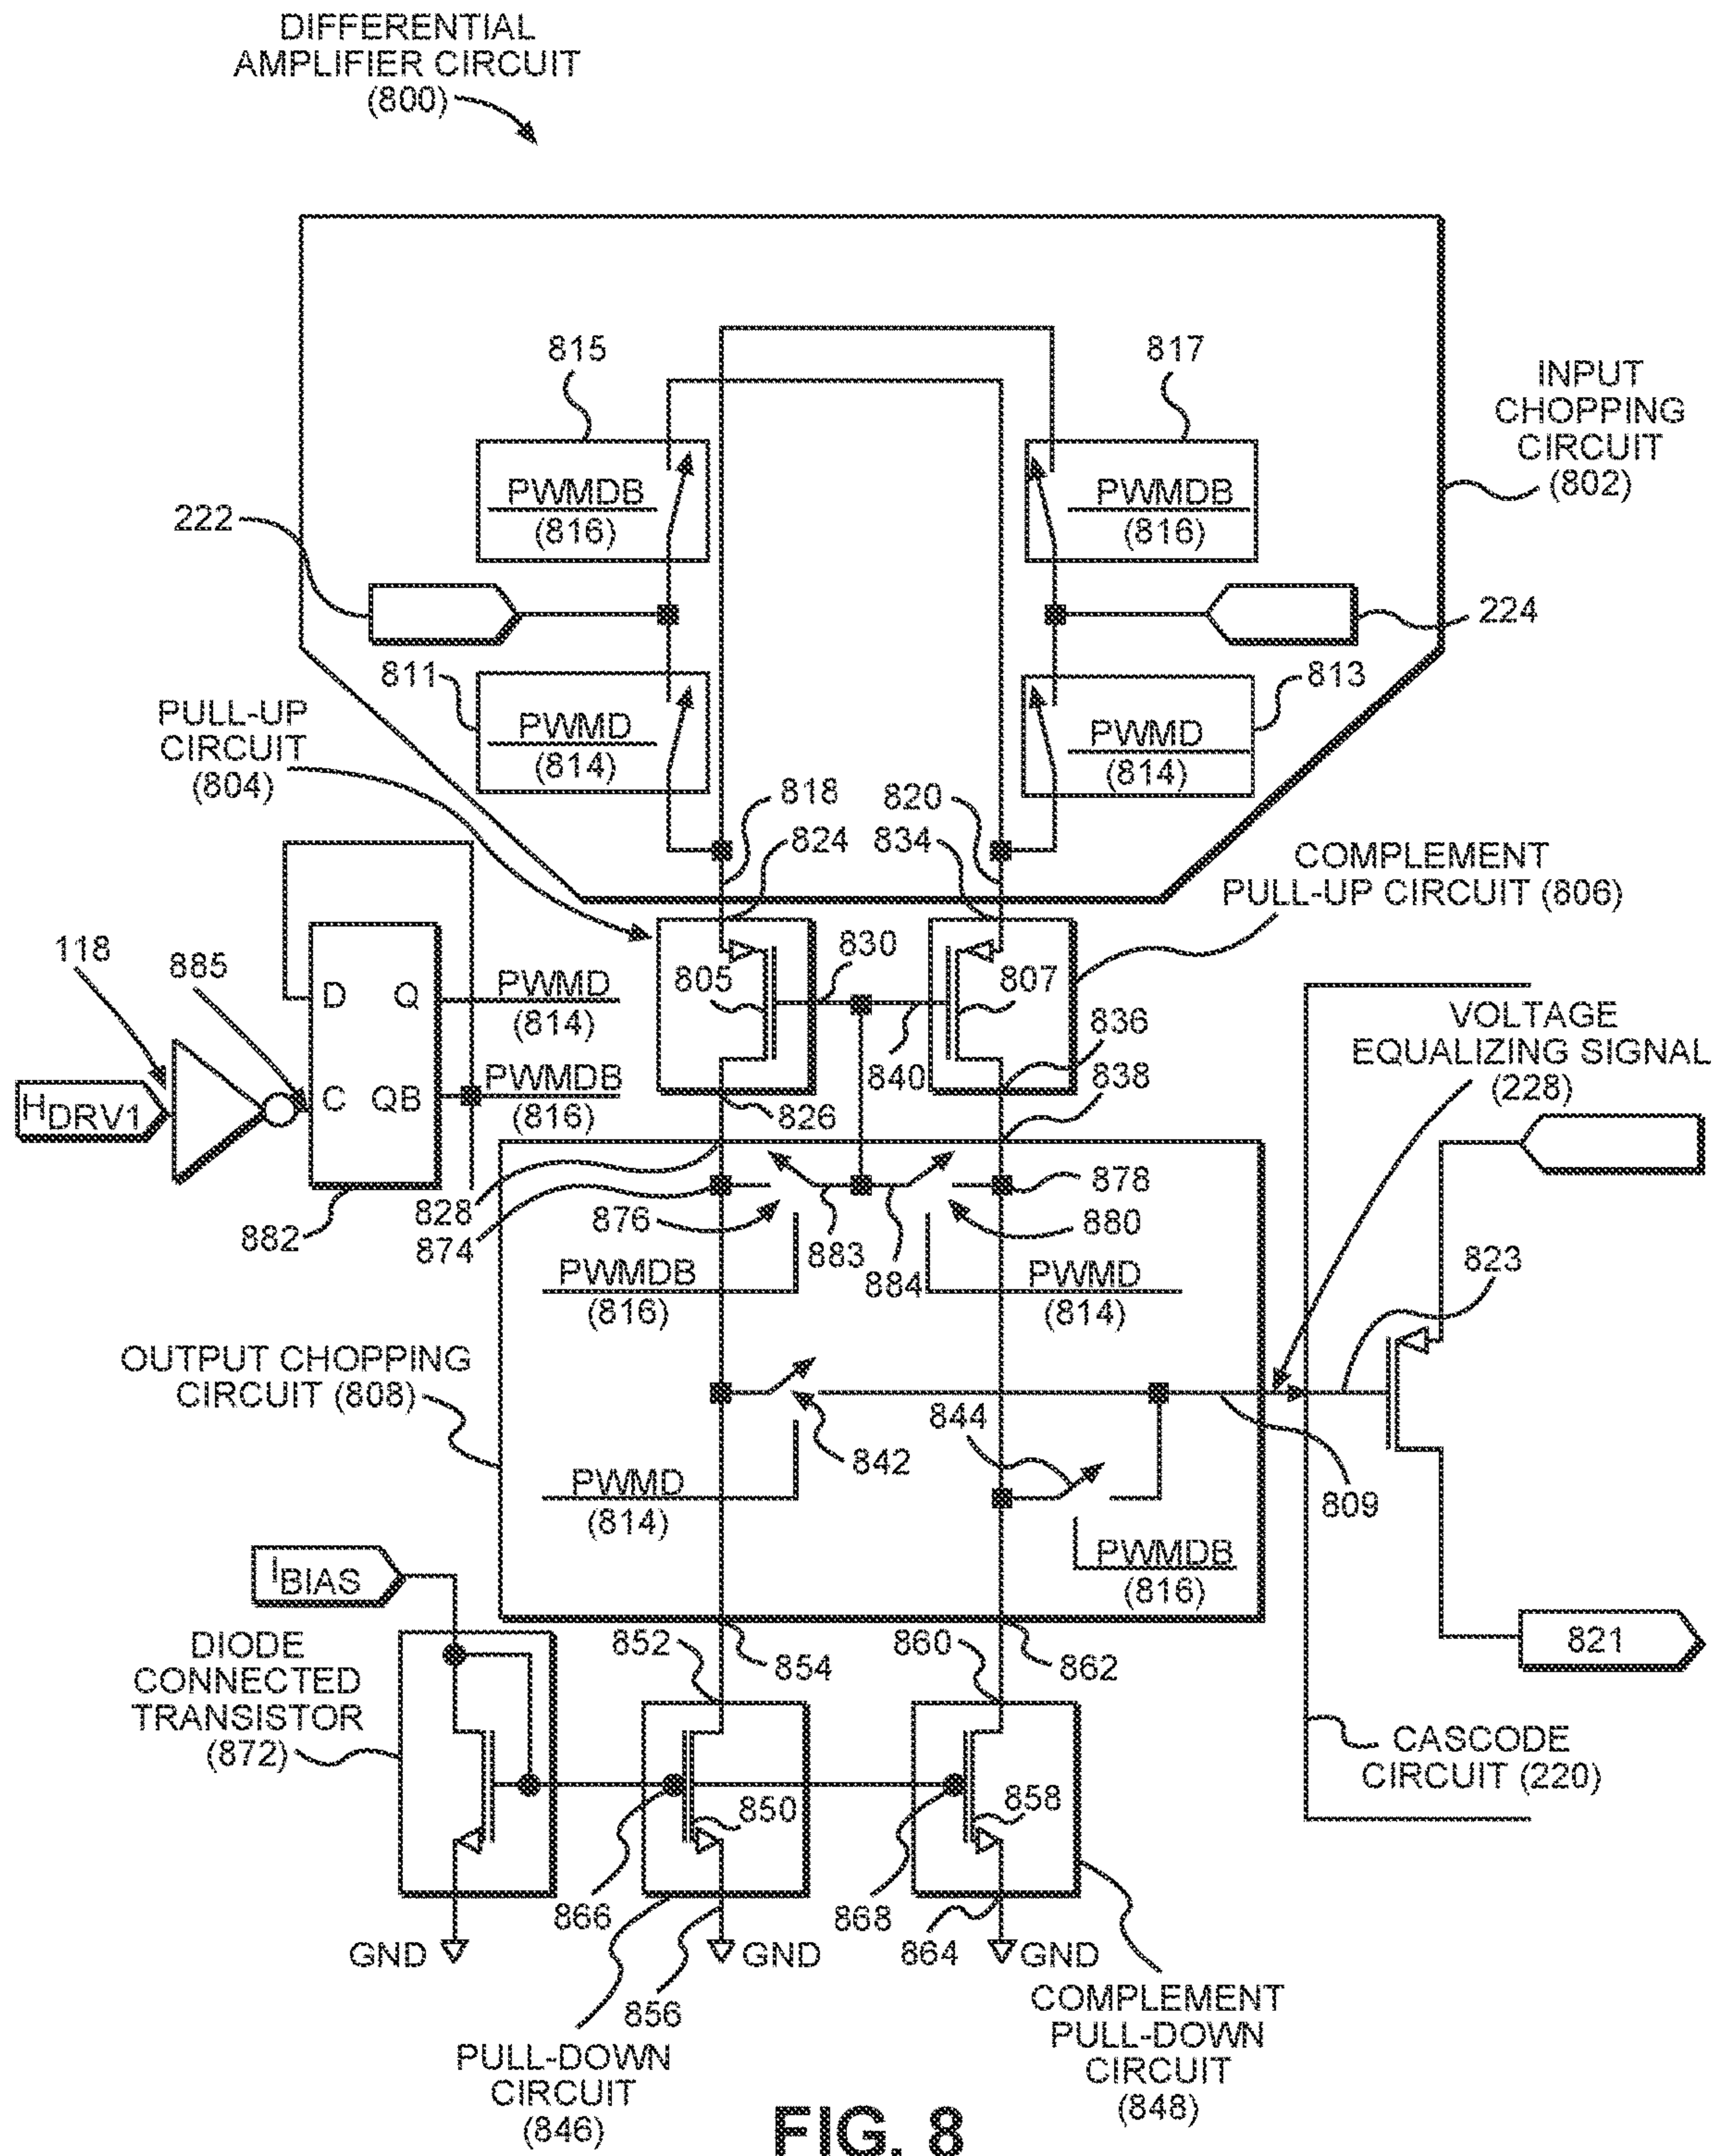 DIFFERENTIAL
AMPLIFIER CIRCUIT
(800)
815
817
INPUT
CHOPPING
CIRCUIT
(802)
PWMDB
(816)
PWMDB
(816)
222
224
811
813
PULL-UP
CIRCUIT
(804)
PWMD
(814)
PWMD
(814)
818
820
824
834
COMPLEMENT
PULL-UP CIRCUIT (806)
118
885
D
Q
PWMD
(814)
C
QB
PWMDB
(816)
HDRV1
882
805
830
807
840
836
838
826
VOLTAGE
EQUALIZING SIGNAL
(228)
828
874
876
883
884
878
880
PWMDB
(816)
PWMD
(814)
823
OUTPUT CHOPPING
CIRCUIT (808)
842
844
809
PWMD
(814)
PWMDB
(816)
IBIAS
DIODE
CONNECTED
TRANSISTOR
(872)
852
854
860
862
821
CASCODE
CIRCUIT (220)
850
858
866
868
864
856
GND
GND
GND
PULL-DOWN
CIRCUIT
(846)
COMPLEMENT
PULL-DOWN
CIRCUIT
(848)
FIG. 8